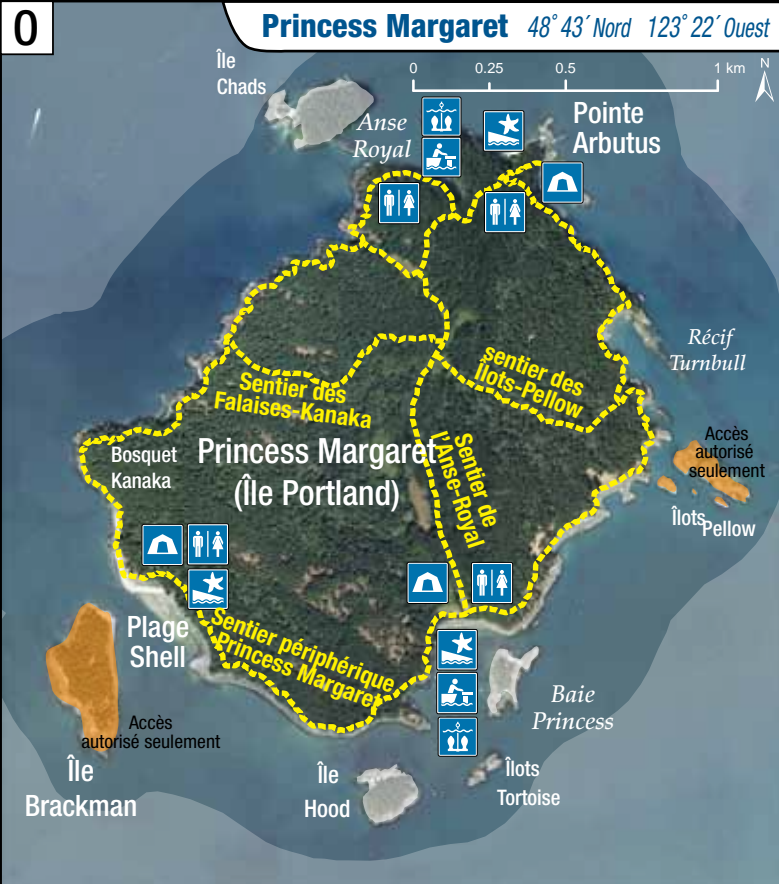 0
Princess Margaret 48° 43´ Nord 123° 22´ Ouest
0 0.25 0.5 1 km
N
Île
Chads
Anse
Royal
Pointe
Arbutus
Récif
Turnbull
sentier des
Îlots-Pellow
Sentier des
Falaises-Kanaka
Accès
autorisé
seulement
Bosquet
Kanaka
Princess Margaret
(Île Portland)
Sentier de
l'Anse-Royal
Îlots
Pellow
Plage
Shell
Sentier périphérique
Princess Margaret
Baie
Princess
Accès
autorisé seulement
Île
Brackman
Île
Hood
Îlots
Tortoise